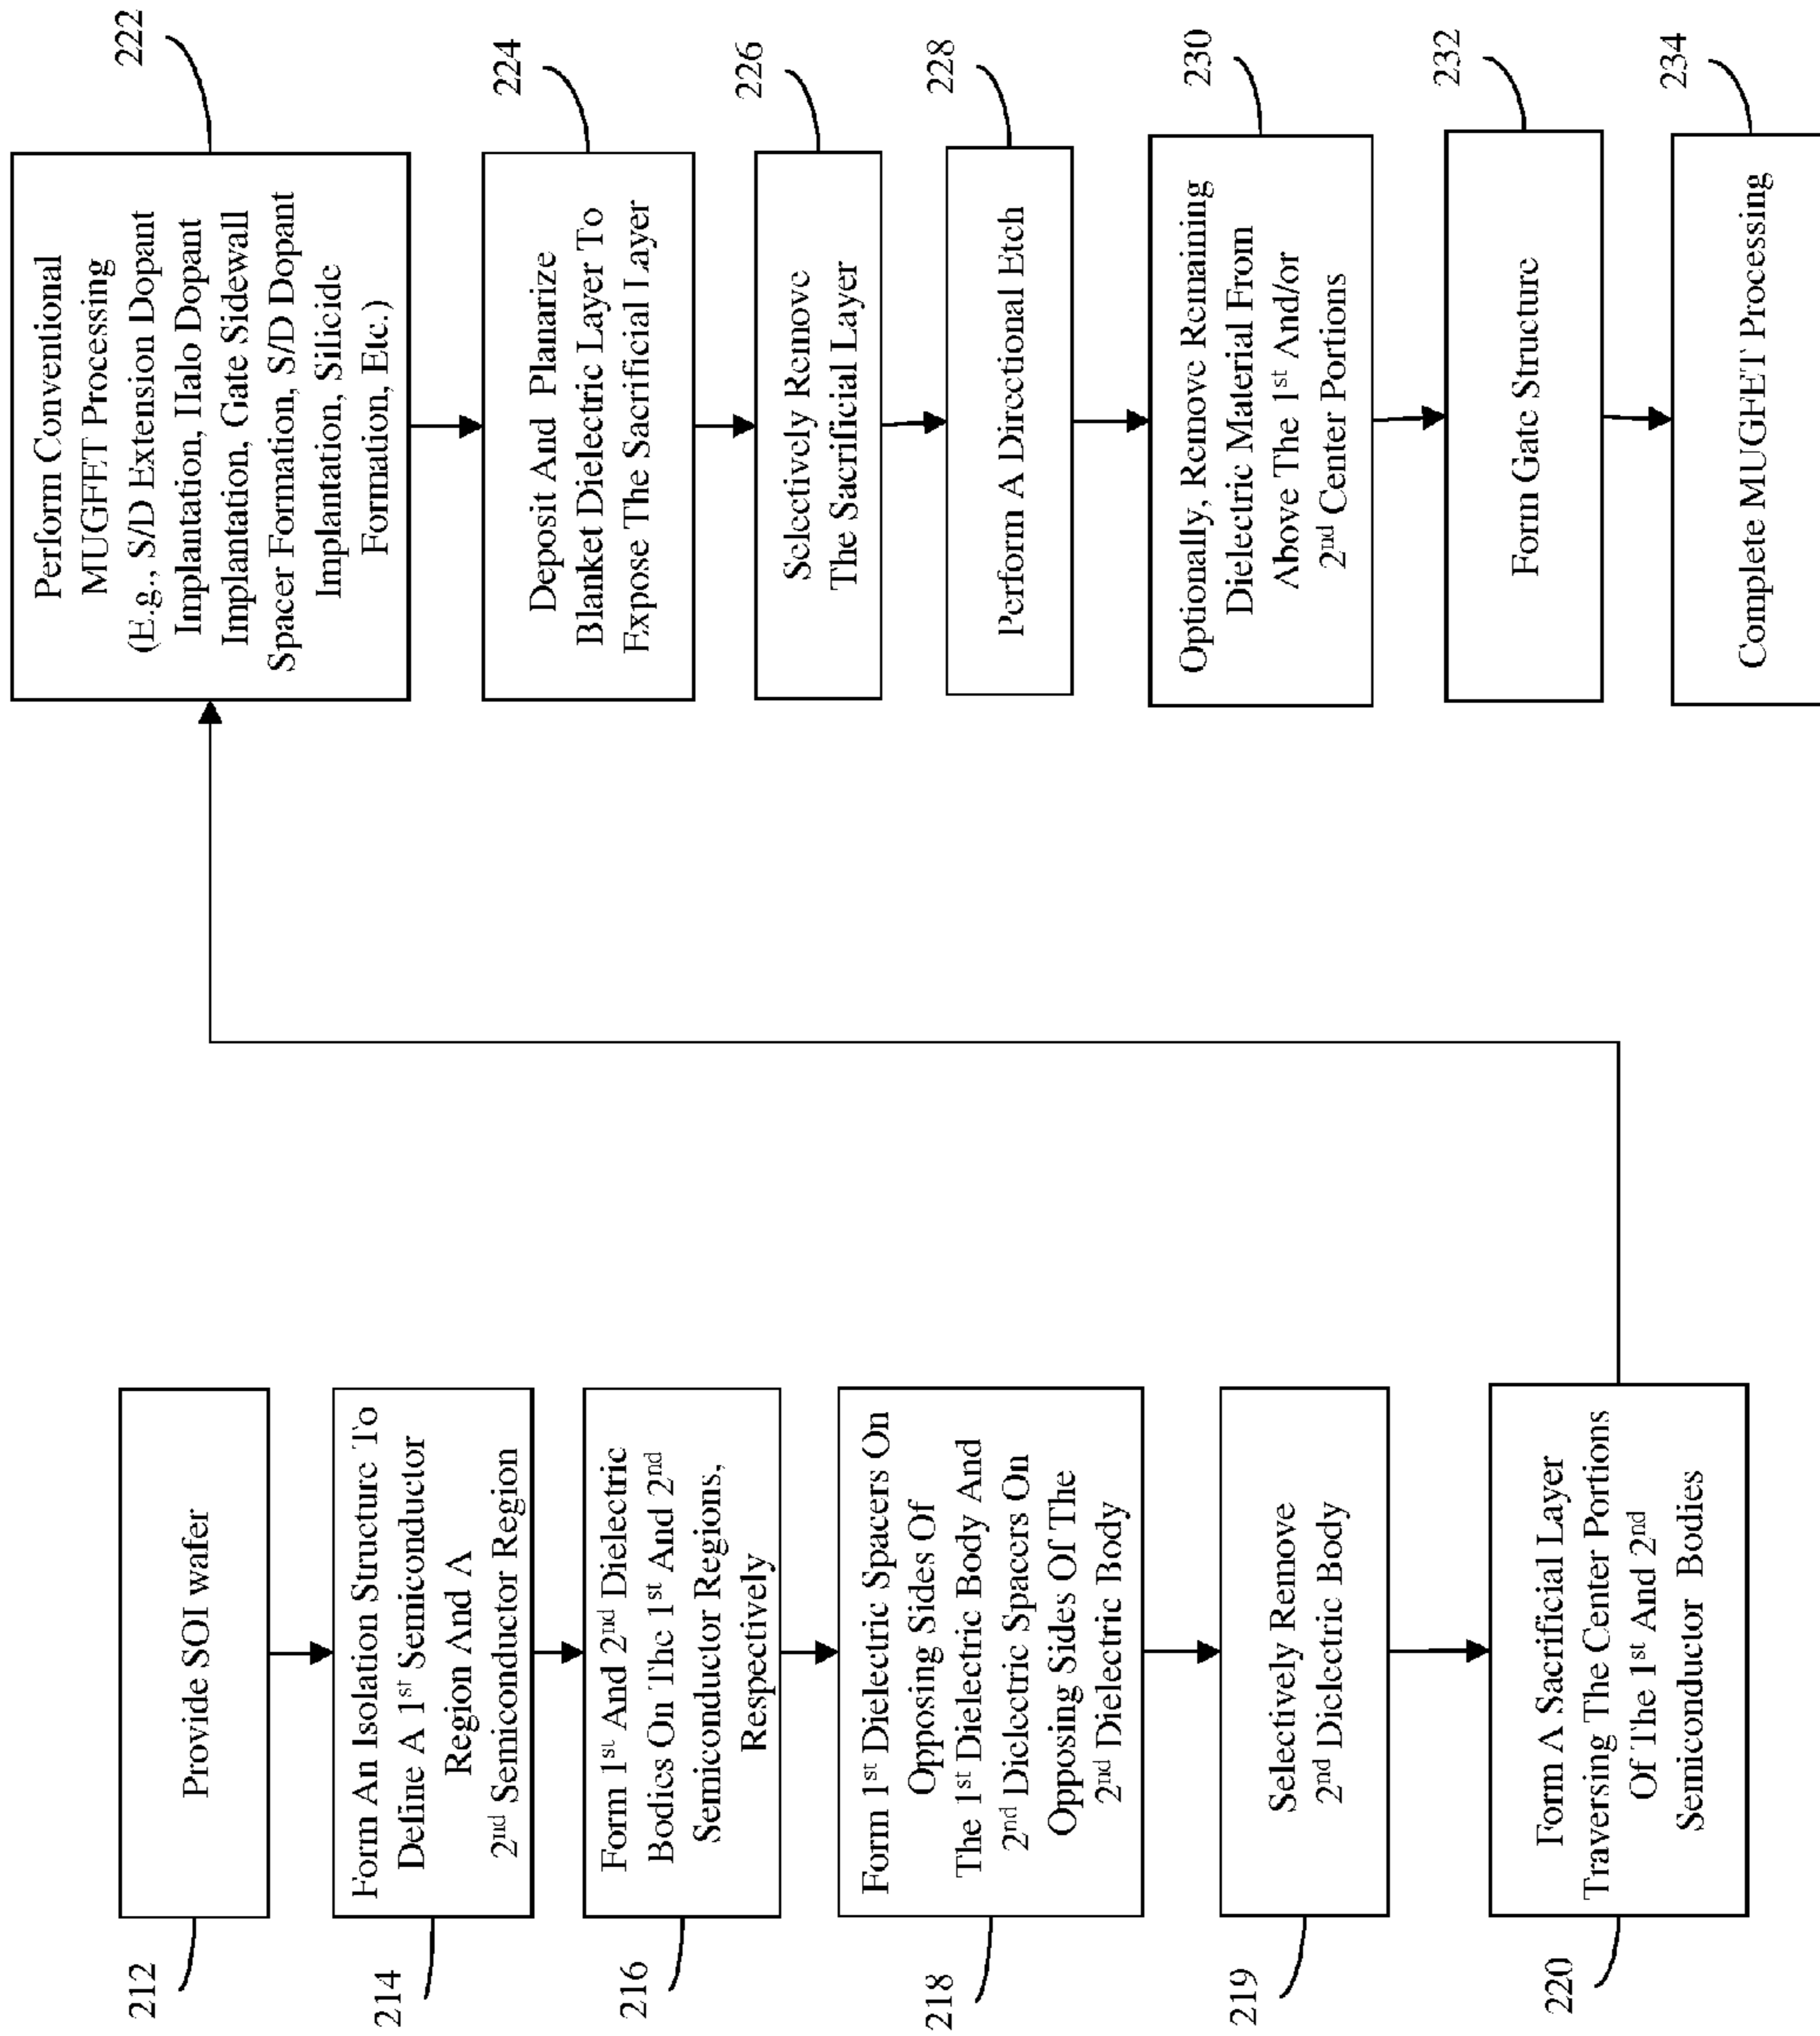 212
Provide SOI wafer
214
Form An Isolation Structure To
Define A 1st Semiconductor
Region And A
2nd Semiconductor Region
216
Form 1st And 2nd Dielectric
Bodies On The 1st And 2nd
Semiconductor Regions,
Respectively
218
Form 1st Dielectric Spacers On
Opposing Sides Of
The 1st Dielectric Body And
2nd Dielectric Spacers On
Opposing Sides Of The
2nd Dielectric Body
219
Selectively Remove
2nd Dielectric Body
220
Form A Sacrificial Layer
Traversing The Center Portions
Of The 1st And 2nd
Semiconductor Bodies
222
Perform Conventional
MUGFET Processing
(E.g., S/D Extension Dopant
Implantation, Halo Dopant
Implantation, Gate Sidewall
Spacer Formation, S/D Dopant
Implantation, Silicide
Formation, Etc.)
224
Deposit And Planarize
Blanket Dielectric Layer To
Expose The Sacrificial Layer
226
Selectively Remove
The Sacrificial Layer
228
Perform A Directional Etch
230
Optionally, Remove Remaining
Dielectric Material From
Above The 1st And/or
2nd Center Portions
232
Form Gate Structure
234
Complete MUGFET Processing